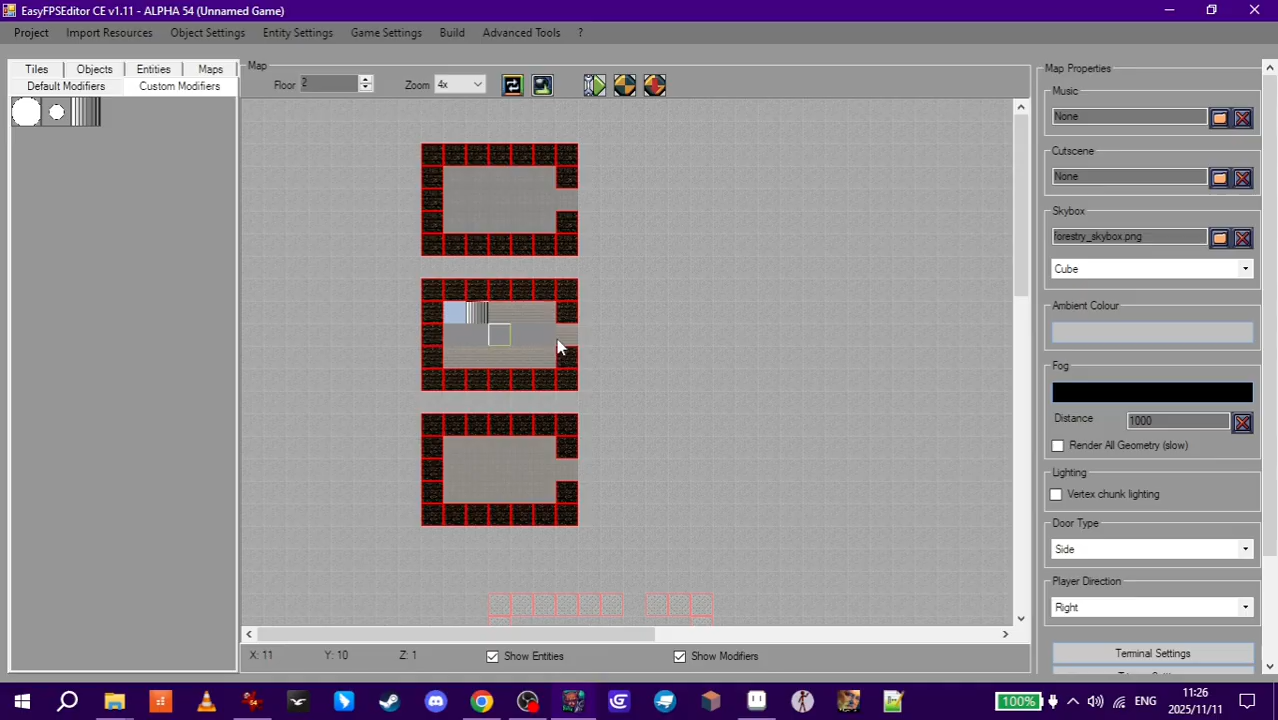 EasyFPSEditor CE v1.11 - ALPHA 54 (Unnamed Game)
Project Import Resources Object Settings Entity Settings Game Settings Build Advanced Tools ?
Tiles Objects Entities Maps
Default Modifiers Custom Modifiers
Map
Floor 2 Zoom 4x
Map Properties
Music
None
Cutscene
None
Skybox
forestry_skybox.png
Cube
Ambient Colour
Fog
Distance 1000
Render All Geometry (slow)
Lighting
Vertex chunk lighting
Door Type
Side
Player Direction
Right
Terminal Settings
X: 11 Y: 10 Z: 1 Show Entities Show Modifiers
100% ENG 11:26
2025/11/11